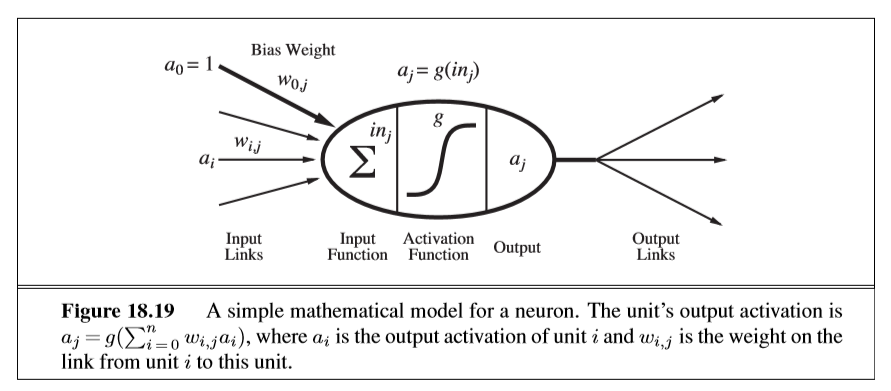 Bias Weight
a₀ = 1
w₀,ⱼ
aⱼ = g(inⱼ)
inⱼ
g
wᵢ,ⱼ
aᵢ
Σ
aⱼ
Input Links
Input Function
Activation Function
Output
Output Links
Figure 18.19 A simple mathematical model for a neuron. The unit's output activation is
aⱼ = g(∑ⁿᵢ₌₀ wᵢ,ⱼaᵢ), where aᵢ is the output activation of unit i and wᵢ,ⱼ is the weight on the
link from unit i to this unit.